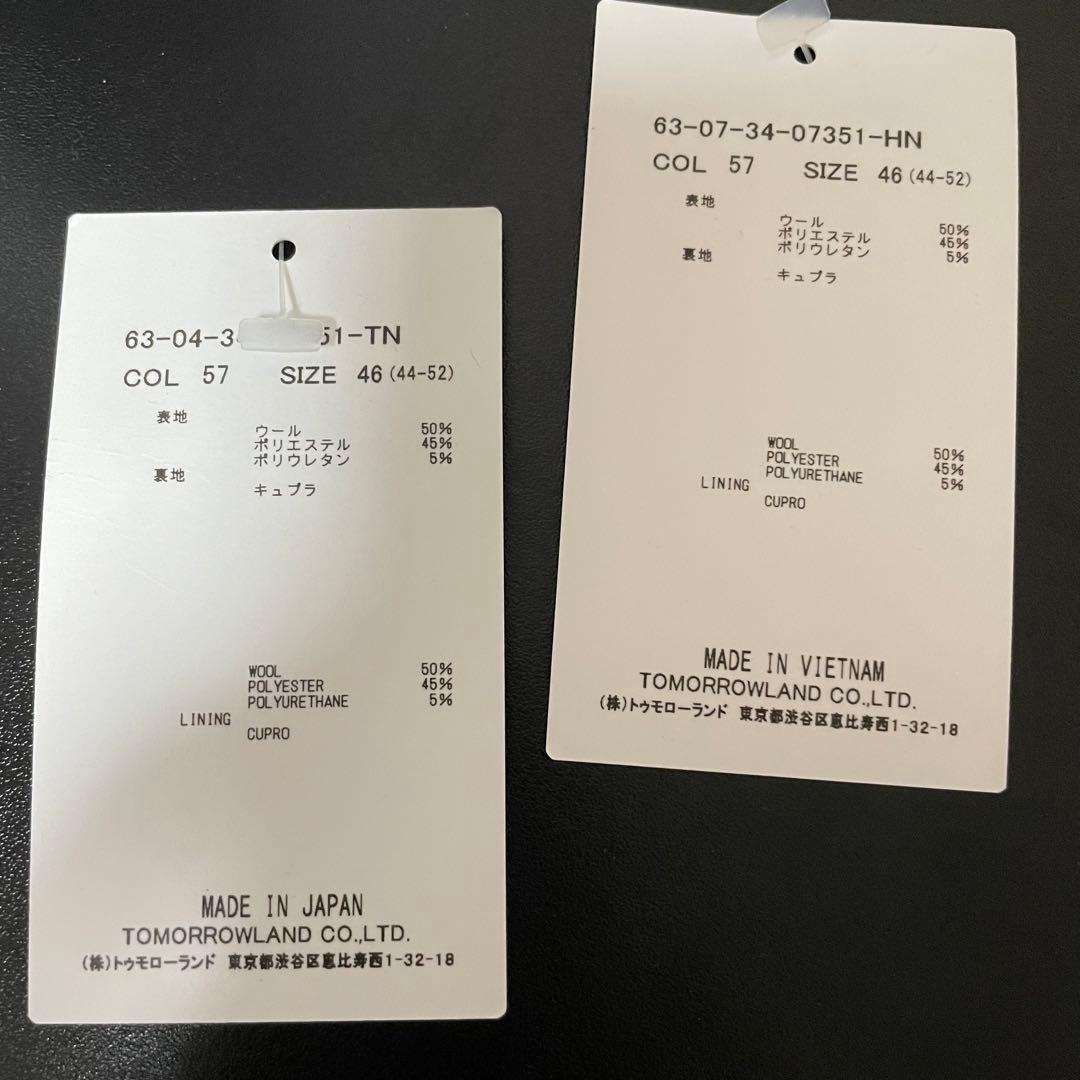 63-04-3 51-TN
COL 57 SIZE 46 (44-52)
表地
ウール 50%
ポリエステル 45%
ポリウレタン 5%
裏地
キュプラ
WOOL 50%
POLYESTER 45%
POLYURETHANE 5%
LINING
CUPRO
MADE IN JAPAN
TOMORROWLAND CO.,LTD.
(株)トゥモローランド 東京都渋谷区恵比寿西1-32-18
63-07-34-07351-HN
COL 57 SIZE 46 (44-52)
表地
ウール 50%
ポリエステル 45%
ポリウレタン 5%
裏地
キュプラ
WOOL 50%
POLYESTER 45%
POLYURETHANE 5%
LINING
CUPRO
MADE IN VIETNAM
TOMORROWLAND CO.,LTD.
(株)トゥモローランド 東京都渋谷区恵比寿西1-32-18